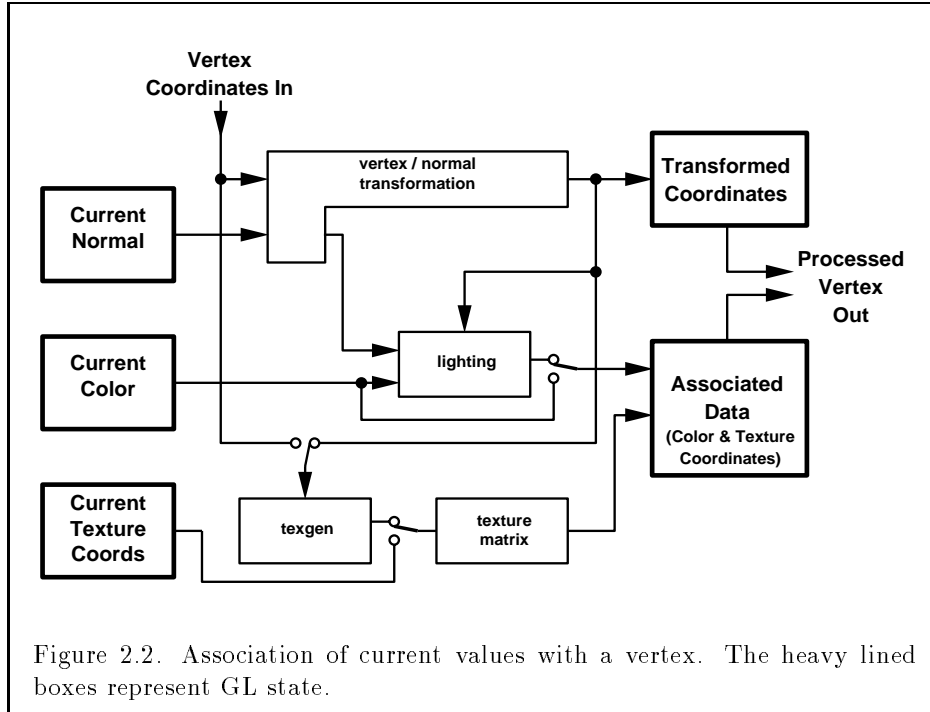 Vertex
Coordinates In
vertex / normal
transformation
Transformed
Coordinates
Current
Normal
Processed
Vertex
Out
Current
Color
lighting
Associated
Data
(Color & Texture
Coordinates)
Current
Texture
Coords
texgen
texture
matrix
Figure 2.2. Association of current values with a vertex. The heavy lined
boxes represent GL state.